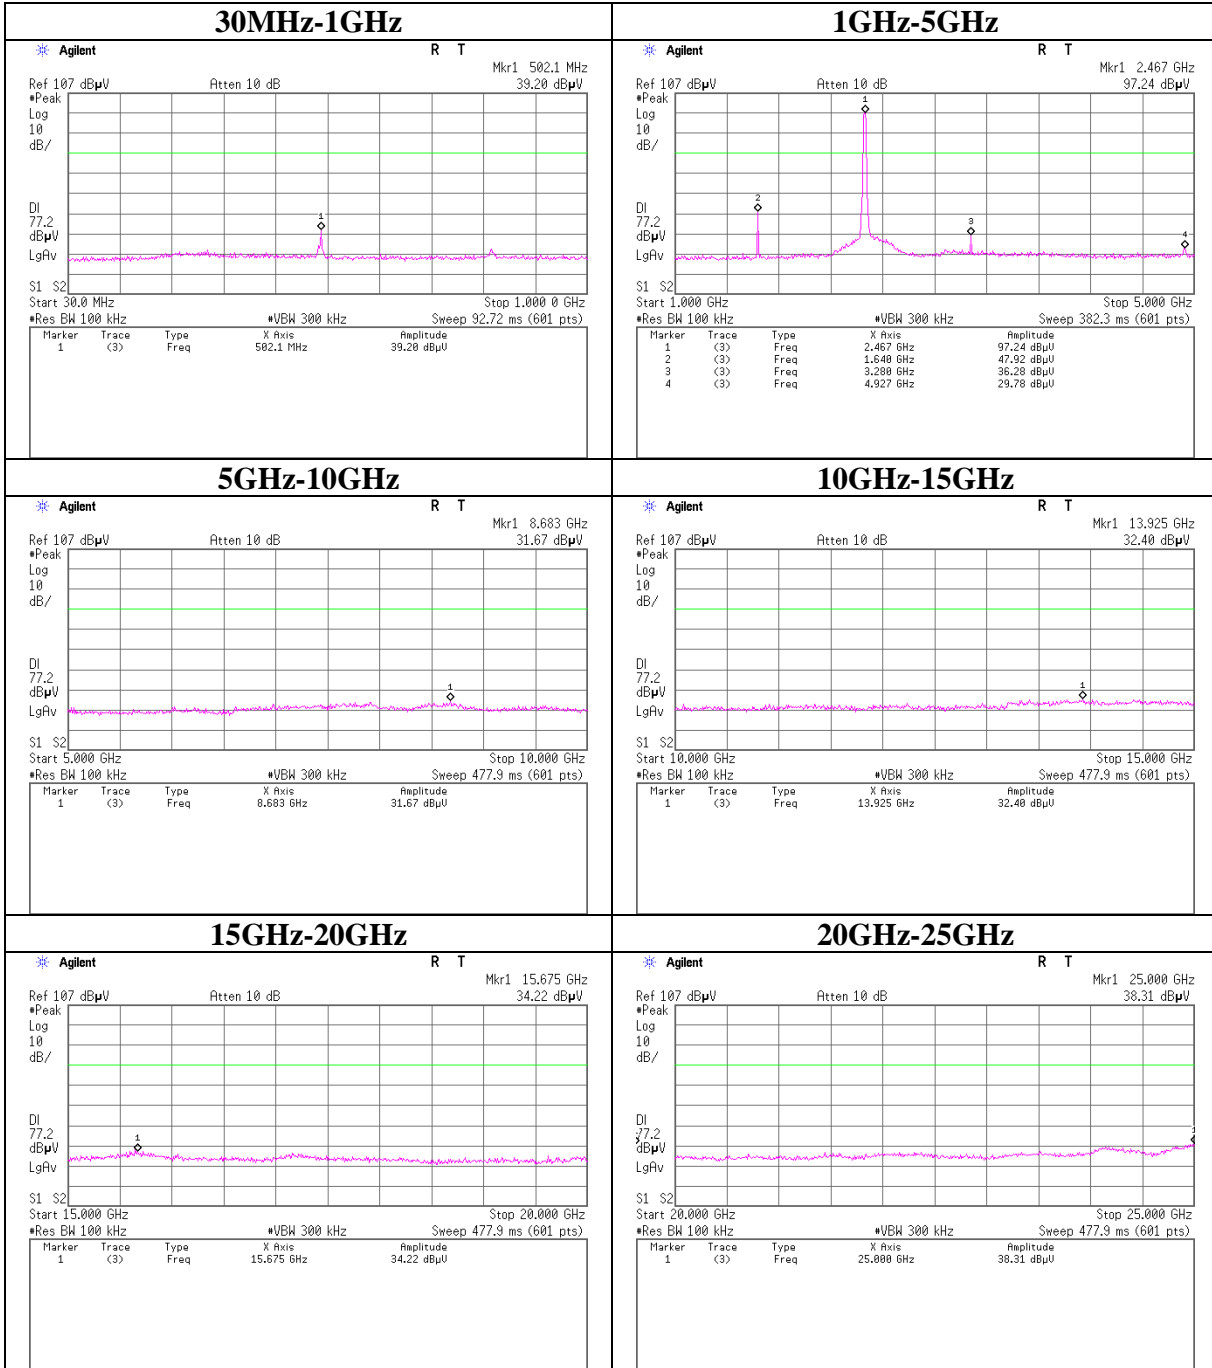 30MHz-1GHz
Agilent R T
Mkr1 502.1 MHz
Ref 107 dBµV Atten 10 dB 39.20 dBµV
#Peak
Log
10
dB/
1
DI
77.2
dBµV
LgAv
S1 S2
Start 30.0 MHz Stop 1.000 0 GHz
#Res BW 100 kHz #VBW 300 kHz Sweep 92.72 ms (601 pts)
Marker Trace Type X Axis Amplitude
1 (3) Freq 502.1 MHz 39.20 dBµV
1GHz-5GHz
Agilent R T
Mkr1 2.467 GHz
Ref 107 dBµV Atten 10 dB 97.24 dBµV
#Peak
Log
10
dB/
1
2
3
4
DI
77.2
dBµV
LgAv
S1 S2
Start 1.000 GHz Stop 5.000 GHz
#Res BW 100 kHz #VBW 300 kHz Sweep 382.3 ms (601 pts)
Marker Trace Type X Axis Amplitude
1 (3) Freq 2.467 GHz 97.24 dBµV
2 (3) Freq 1.640 GHz 47.92 dBµV
3 (3) Freq 3.280 GHz 36.28 dBµV
4 (3) Freq 4.927 GHz 29.78 dBµV
5GHz-10GHz
Agilent R T
Mkr1 8.683 GHz
Ref 107 dBµV Atten 10 dB 31.67 dBµV
#Peak
Log
10
dB/
1
DI
77.2
dBµV
LgAv
S1 S2
Start 5.000 GHz Stop 10.000 GHz
#Res BW 100 kHz #VBW 300 kHz Sweep 477.9 ms (601 pts)
Marker Trace Type X Axis Amplitude
1 (3) Freq 8.683 GHz 31.67 dBµV
10GHz-15GHz
Agilent R T
Mkr1 13.925 GHz
Ref 107 dBµV Atten 10 dB 32.40 dBµV
#Peak
Log
10
dB/
1
DI
77.2
dBµV
LgAv
S1 S2
Start 10.000 GHz Stop 15.000 GHz
#Res BW 100 kHz #VBW 300 kHz Sweep 477.9 ms (601 pts)
Marker Trace Type X Axis Amplitude
1 (3) Freq 13.925 GHz 32.40 dBµV
15GHz-20GHz
Agilent R T
Mkr1 15.675 GHz
Ref 107 dBµV Atten 10 dB 34.22 dBµV
#Peak
Log
10
dB/
1
DI
77.2
dBµV
LgAv
S1 S2
Start 15.000 GHz Stop 20.000 GHz
#Res BW 100 kHz #VBW 300 kHz Sweep 477.9 ms (601 pts)
Marker Trace Type X Axis Amplitude
1 (3) Freq 15.675 GHz 34.22 dBµV
20GHz-25GHz
Agilent R T
Mkr1 25.000 GHz
Ref 107 dBµV Atten 10 dB 38.31 dBµV
#Peak
Log
10
dB/
1
DI
77.2
dBµV
LgAv
S1 S2
Start 20.000 GHz Stop 25.000 GHz
#Res BW 100 kHz #VBW 300 kHz Sweep 477.9 ms (601 pts)
Marker Trace Type X Axis Amplitude
1 (3) Freq 25.000 GHz 38.31 dBµV